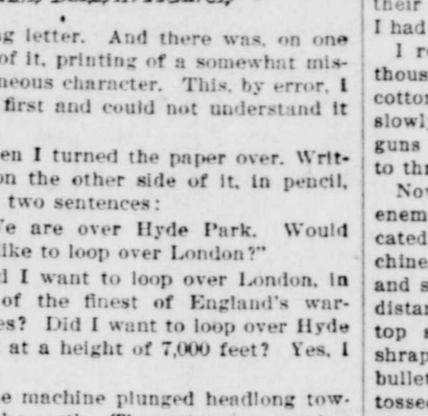 g letter. And there was, on one
of it, printing of a somewhat mis-
neous character. This, by error, I
first and could not understand it
en I turned the paper over. Writ-
on the other side of it, in pencil,
two sentences:
e are over Hyde Park. Would
like to loop over London?"
d I want to loop over London, in
of the finest of England's war-
es? Did I want to loop over Hyde
at a height of 7,000 feet? Yes, I
e machine plunged headlong tow-
their
I had
I r
thous
cotton
slowl
guns
to thr
Nov
enem
cated
chine
and s
distan
top s
shrap
bullet
tossed